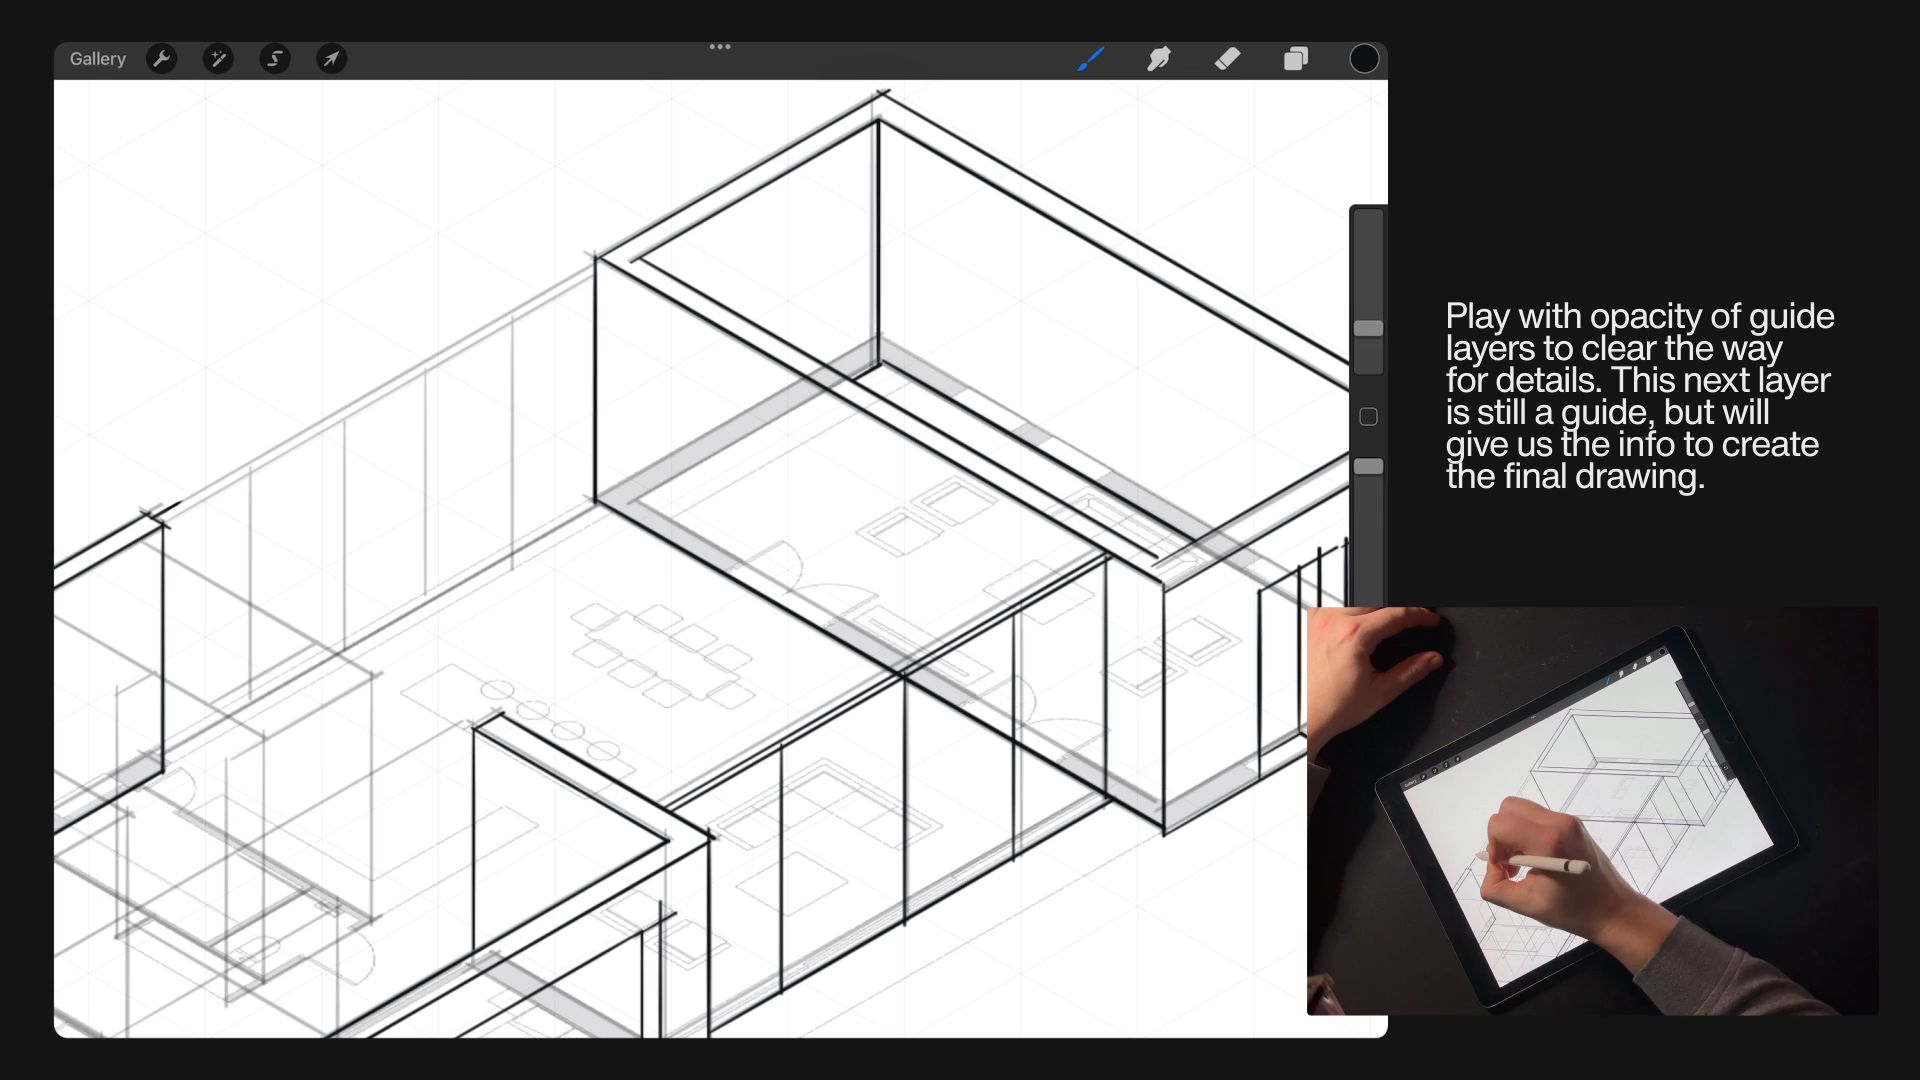 Gallery
Play with opacity of guide
layers to clear the way
for details. This next layer
is still a guide, but will
give us the info to create
the final drawing.